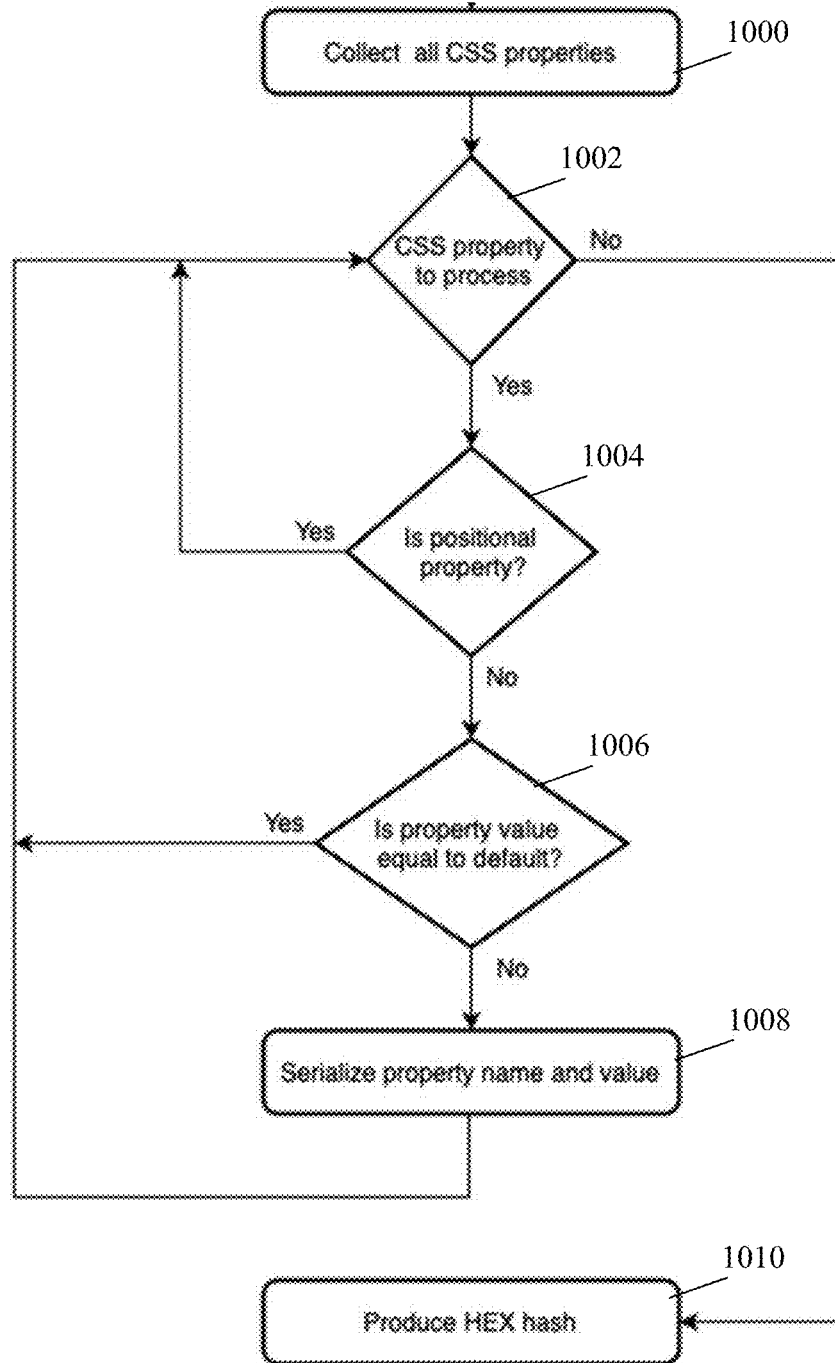 Collect all CSS properties
1000
1002
CSS property
to process
No
Yes
1004
Yes
Is positional
property?
No
1006
Yes
Is property value
equal to default?
No
1008
Serialize property name and value
1010
Produce HEX hash